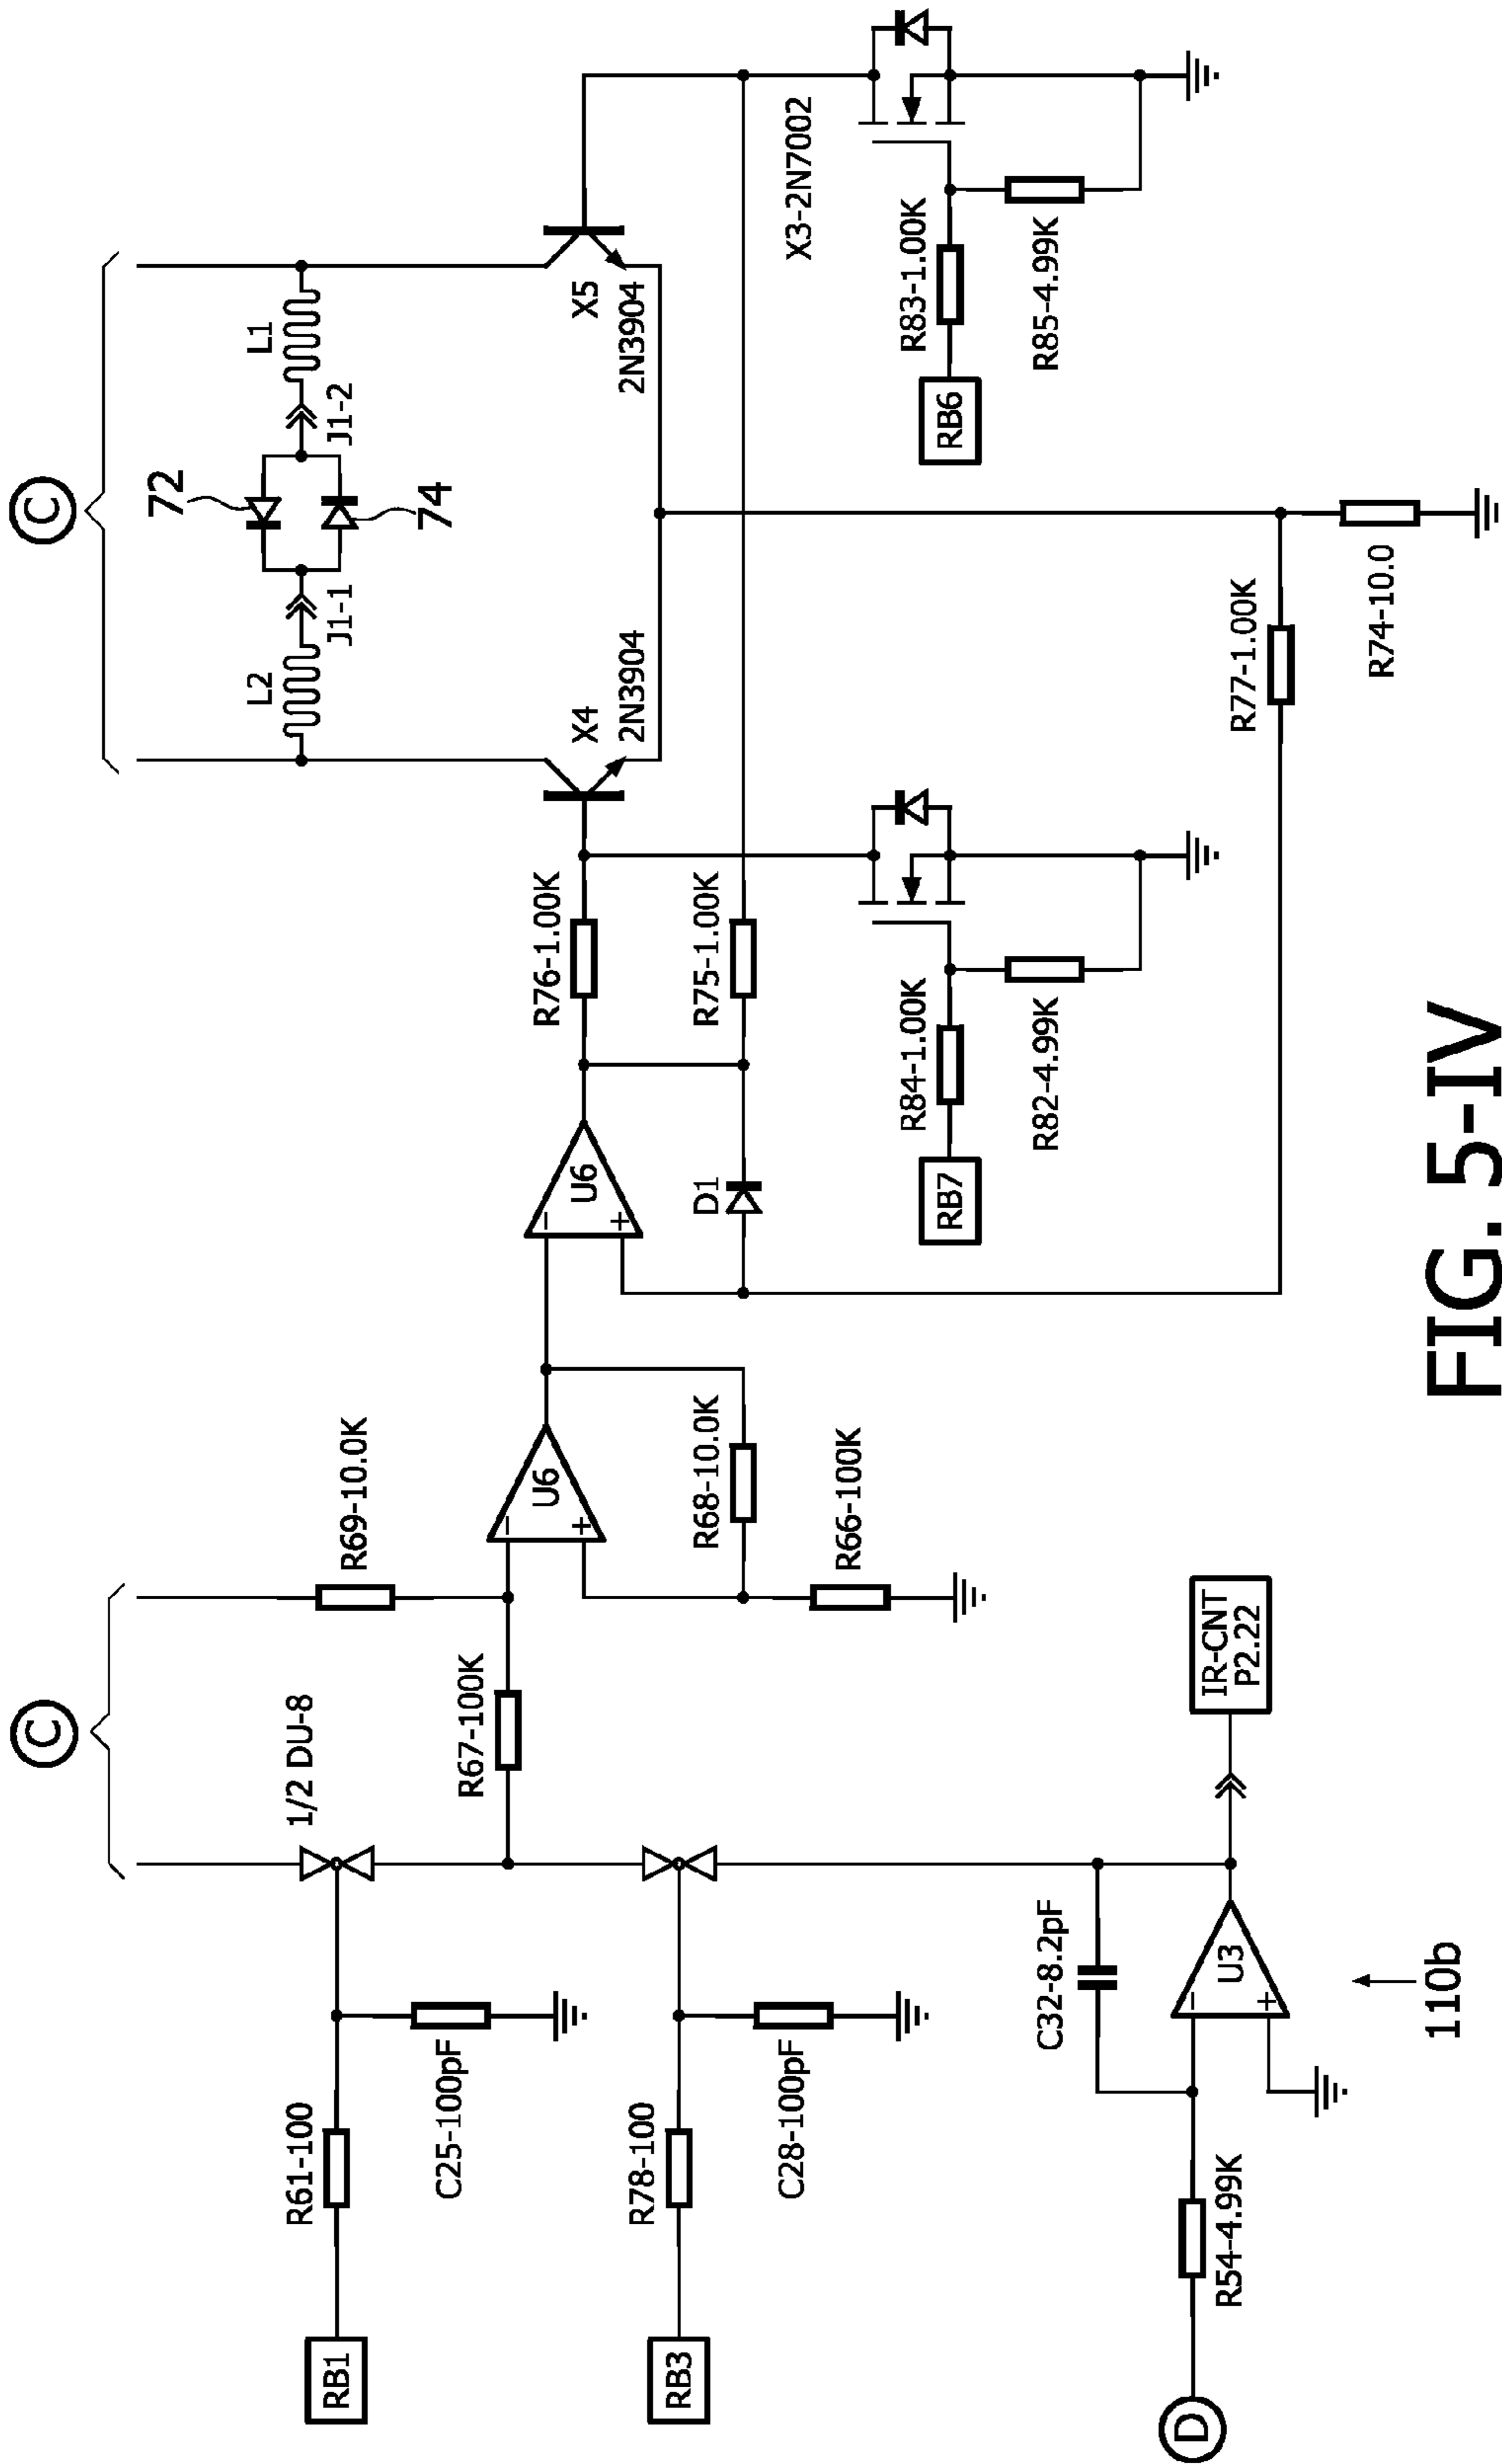 C
C
72
74
L2
J1-1
J1-2
L1
1/2 DU-8
R69-10.0K
X4
2N3904
X5
2N3904
R61-100
RB1
C25-100pF
R67-100K
U6
-
+
U6
-
+
R76-1.00K
R68-10.0K
D1
R75-1.00K
X3-2N7002
R78-100
RB3
C28-100pF
R66-100K
RB7
R84-1.00K
RB6
R83-1.00K
R82-4.99K
R85-4.99K
C32-8.2pF
D
R54-4.99K
U3
-
+
IR-CNT
P2.22
R77-1.00K
R74-10.0
110b
FIG. 5-IV